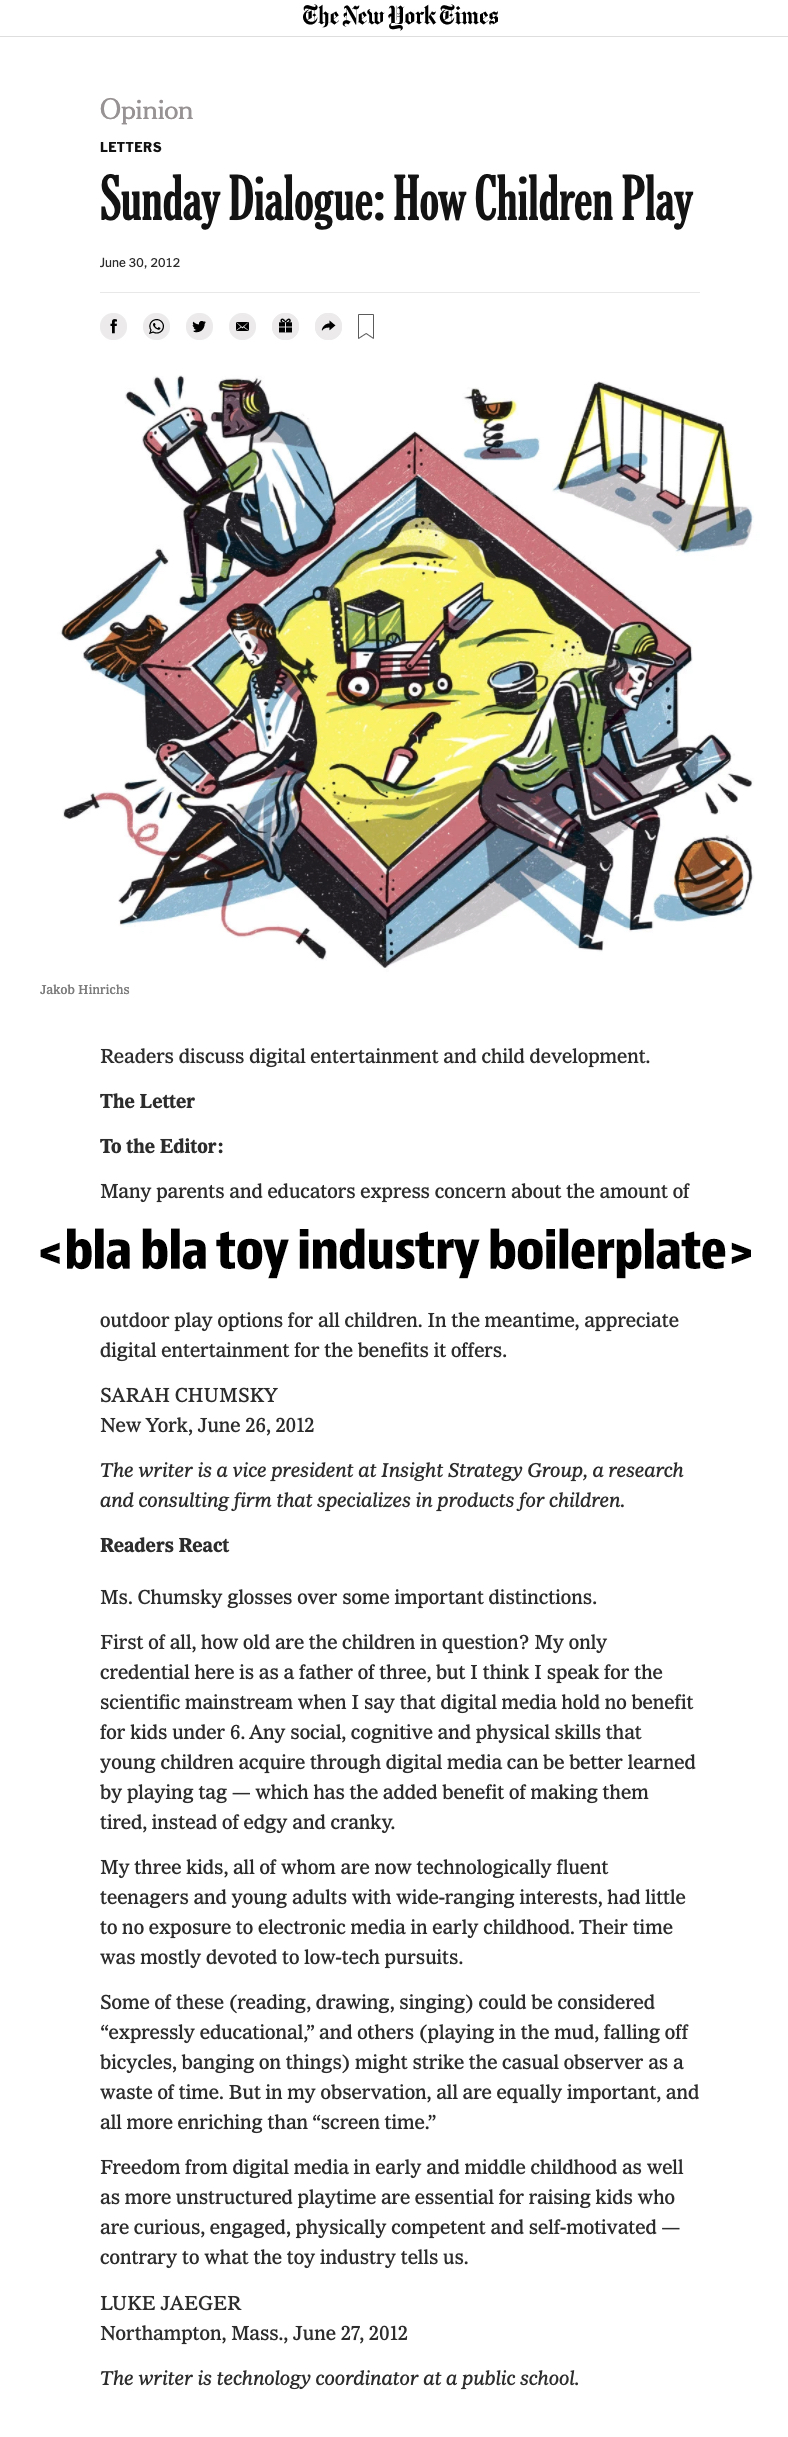 The New York Times
Opinion
LETTERS
Sunday Dialogue: How Children Play
June 30, 2012
Jakob Hinrichs
Readers discuss digital entertainment and child development.
The Letter
To the Editor:
Many parents and educators express concern about the amount of
<bla bla toy industry boilerplate>
outdoor play options for all children. In the meantime, appreciate
digital entertainment for the benefits it offers.
SARAH CHUMSKY
New York, June 26, 2012
The writer is a vice president at Insight Strategy Group, a research
and consulting firm that specializes in products for children.
Readers React
Ms. Chumsky glosses over some important distinctions.
First of all, how old are the children in question? My only
credential here is as a father of three, but I think I speak for the
scientific mainstream when I say that digital media hold no benefit
for kids under 6. Any social, cognitive and physical skills that
young children acquire through digital media can be better learned
by playing tag — which has the added benefit of making them
tired, instead of edgy and cranky.
My three kids, all of whom are now technologically fluent
teenagers and young adults with wide-ranging interests, had little
to no exposure to electronic media in early childhood. Their time
was mostly devoted to low-tech pursuits.
Some of these (reading, drawing, singing) could be considered
“expressly educational,” and others (playing in the mud, falling off
bicycles, banging on things) might strike the casual observer as a
waste of time. But in my observation, all are equally important, and
all more enriching than “screen time.”
Freedom from digital media in early and middle childhood as well
as more unstructured playtime are essential for raising kids who
are curious, engaged, physically competent and self-motivated —
contrary to what the toy industry tells us.
LUKE JAEGER
Northampton, Mass., June 27, 2012
The writer is technology coordinator at a public school.